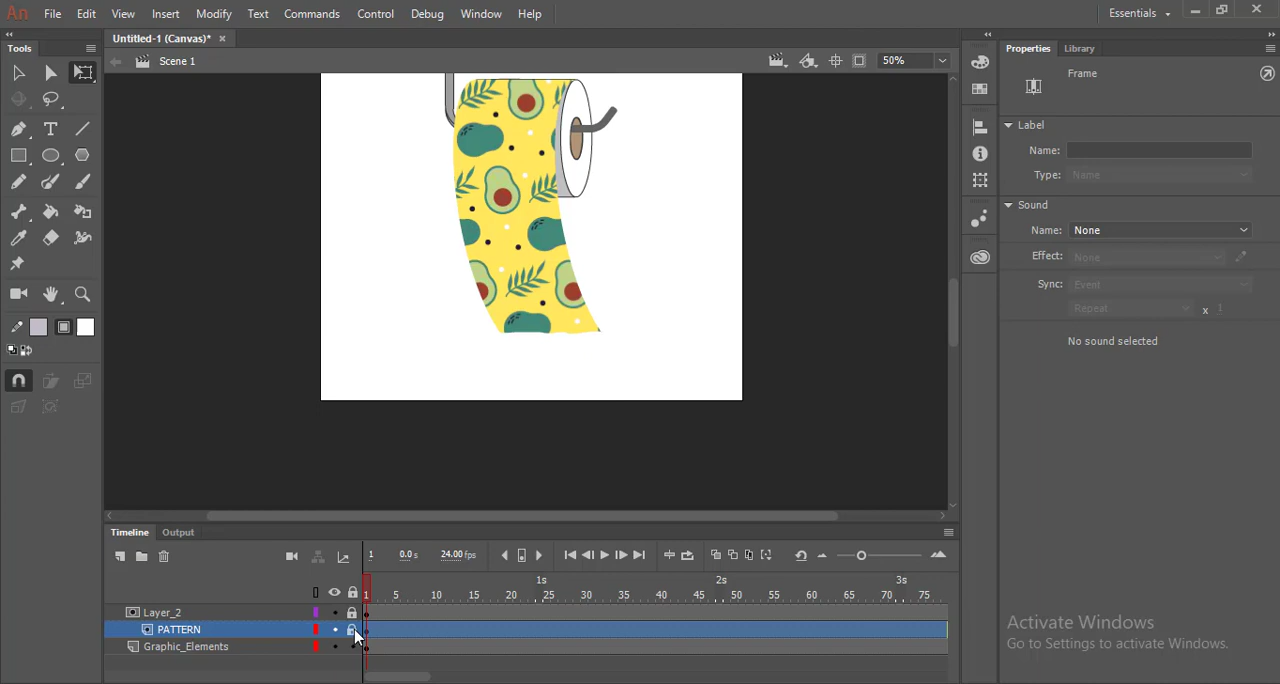 An File Edit View Insert Modify Text Commands Control Debug Window Help Essentials
Tools
Untitled-1 (Canvas)* ×
Properties Library
Scene 1
50%
Frame
Label
Name:
Type: Name
Sound
Name: None
Effect: None
Sync: Event
Repeat x 1
No sound selected
Timeline Output
1 0.0 s 24.00 fps
1s 2s 3s
1 5 10 15 20 25 30 35 40 45 50 55 60 65 70 75
Layer_2
PATTERN
Graphic_Elements
Activate Windows
Go to Settings to activate Windows.